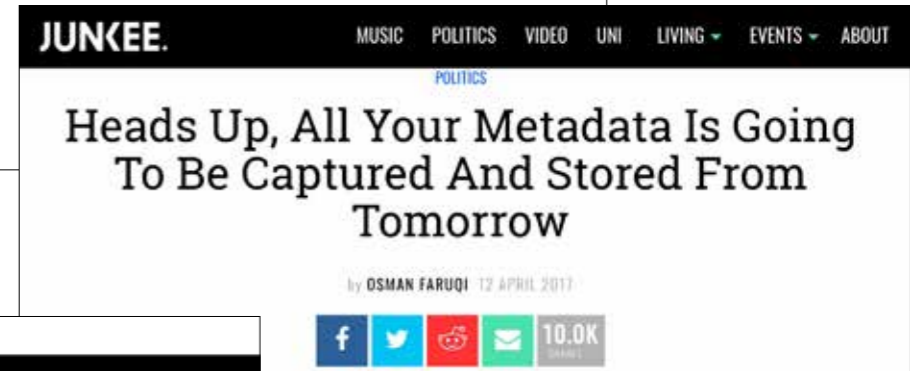 JUNKEE. MUSIC POLITICS VIDEO UNI LIVING EVENTS ABOUT
POLITICS
Heads Up, All Your Metadata Is Going
To Be Captured And Stored From
Tomorrow
by OSMAN FARUQI 12 APRIL 2017
f 10.0K
SHARES